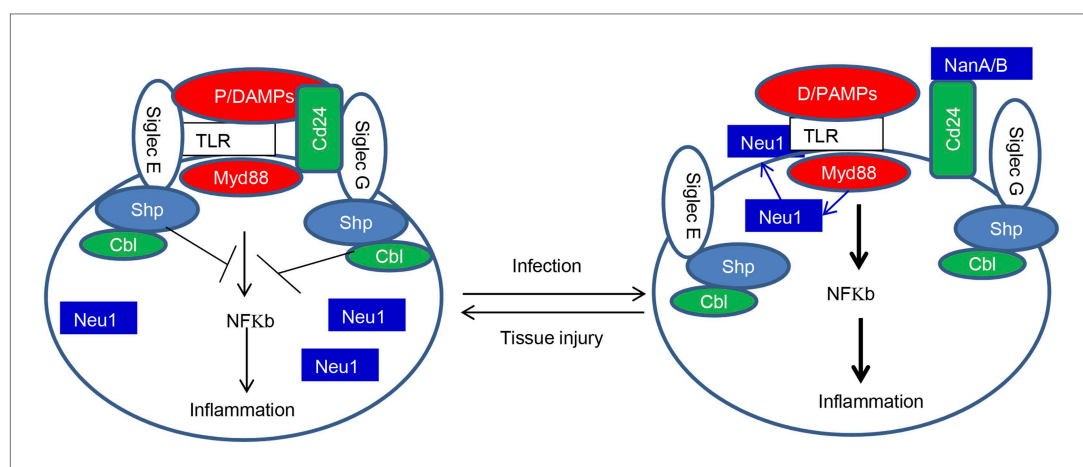 P/DAMPs
Siglec E
TLR
Cd24
Siglec G
Myd88
Shp
Cbl
Shp
Cbl
Neu1
NFKb
Neu1
Neu1
Inflammation
Infection
Tissue injury
NanA/B
D/PAMPs
Cd24
TLR
Neu1
Siglec G
Siglec E
Myd88
Neu1
Shp
Cbl
Shp
Cbl
NFKb
Inflammation